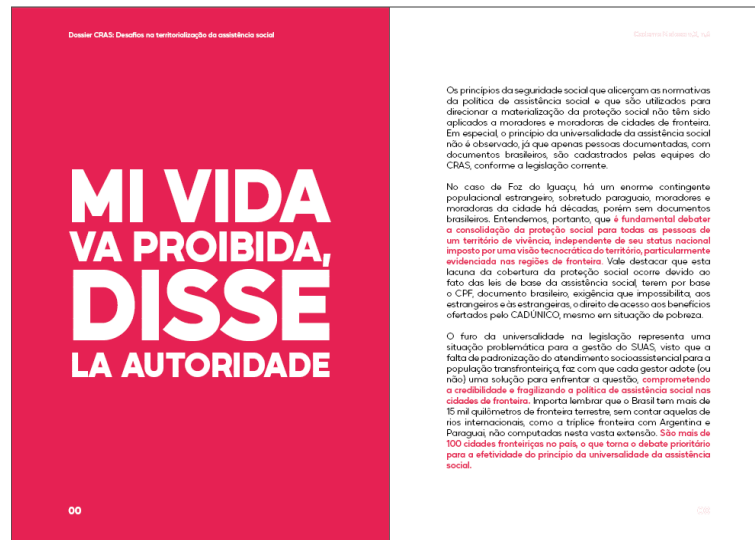 Dossier CRAS: Desafios na territorialização da assistência social
MI VIDA
VA PROIBIDA,
DISSE
LA AUTORIDADE
00
Os princípios da seguridade social que alicerçam as normativas
da política de assistência social e que são utilizados para
direcionar a materialização da proteção social não têm sido
aplicados a moradores e moradoras de cidades de fronteira.
Em especial, o princípio da universalidade da assistência social
não é observado, já que apenas pessoas documentadas, com
documentos brasileiros, são cadastrados pelas equipes do
CRAS, conforme a legislação corrente.
No caso de Foz do Iguaçu, há um enorme contingente
populacional estrangeiro, sobretudo paraguaio, moradores e
moradoras da cidade há décadas, porém sem documentos
brasileiros. Entendemos, portanto, que é fundamental debater
a consolidação da proteção social para todas as pessoas de
um território de vivência, independente de seu status nacional
imposto por uma visão tecnocrática do território, particularmente
evidenciada nas regiões de fronteira. Vale destacar que esta
lacuna da cobertura da proteção social ocorre devido ao
fato das leis de base da assistência social, terem por base
o CPF, documento brasileiro, exigência que impossibilita, aos
estrangeiros e às estrangeiras, o direito de acesso aos benefícios
ofertados pelo CADÚNICO, mesmo em situação de pobreza.
O furo da universalidade na legislação representa uma
situação problemática para a gestão do SUAS, visto que a
falta de padronização do atendimento socioassistencial para a
população transfronteiriça, faz com que cada gestor adote (ou
não) uma solução para enfrentar a questão, comprometendo
a credibilidade e fragilizando a política de assistência social nas
cidades de fronteira. Importa lembrar que o Brasil tem mais de
15 mil quilômetros de fronteira terrestre, sem contar aquelas de
rios internacionais, como a tríplice fronteira com Argentina e
Paraguai, não computadas nesta vasta extensão. São mais de
100 cidades fronteiriças no país, o que torna o debate prioritário
para a efetividade do princípio da universalidade da assistência
social.